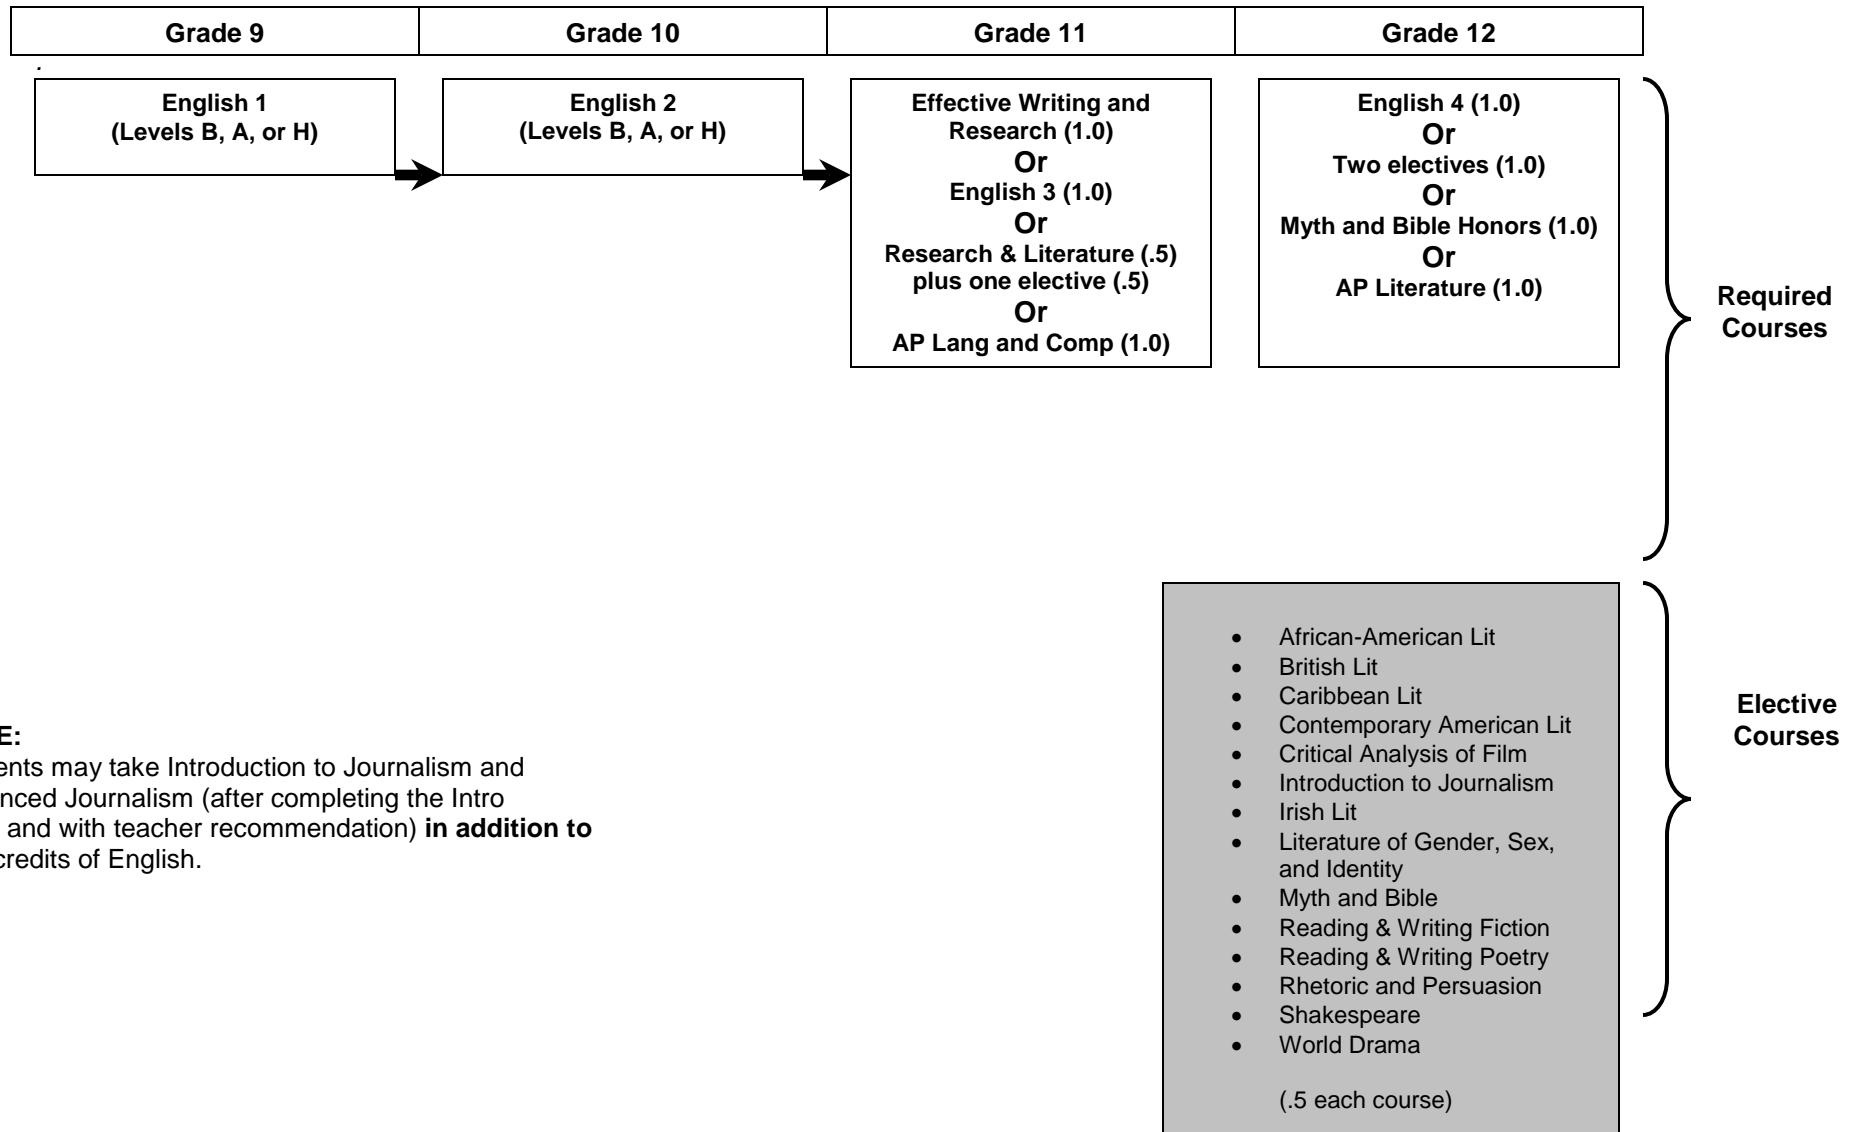 Grade 9
Grade 10
Grade 11
Grade 12
.
English 1
(Levels B, A, or H)
English 2
(Levels B, A, or H)
Effective Writing and
Research (1.0)
Or
English 3 (1.0)
Or
Research & Literature (.5)
plus one elective (.5)
Or
AP Lang and Comp (1.0)
English 4 (1.0)
Or
Two electives (1.0)
Or
Myth and Bible Honors (1.0)
Or
AP Literature (1.0)
Required
Courses
• African-American Lit
• British Lit
• Caribbean Lit
• Contemporary American Lit
• Critical Analysis of Film
• Introduction to Journalism
• Irish Lit
• Literature of Gender, Sex,
and Identity
• Myth and Bible
• Reading & Writing Fiction
• Reading & Writing Poetry
• Rhetoric and Persuasion
• Shakespeare
• World Drama
(.5 each course)
Elective
Courses
E:
ents may take Introduction to Journalism and
nced Journalism (after completing the Intro
and with teacher recommendation) in addition to
credits of English.